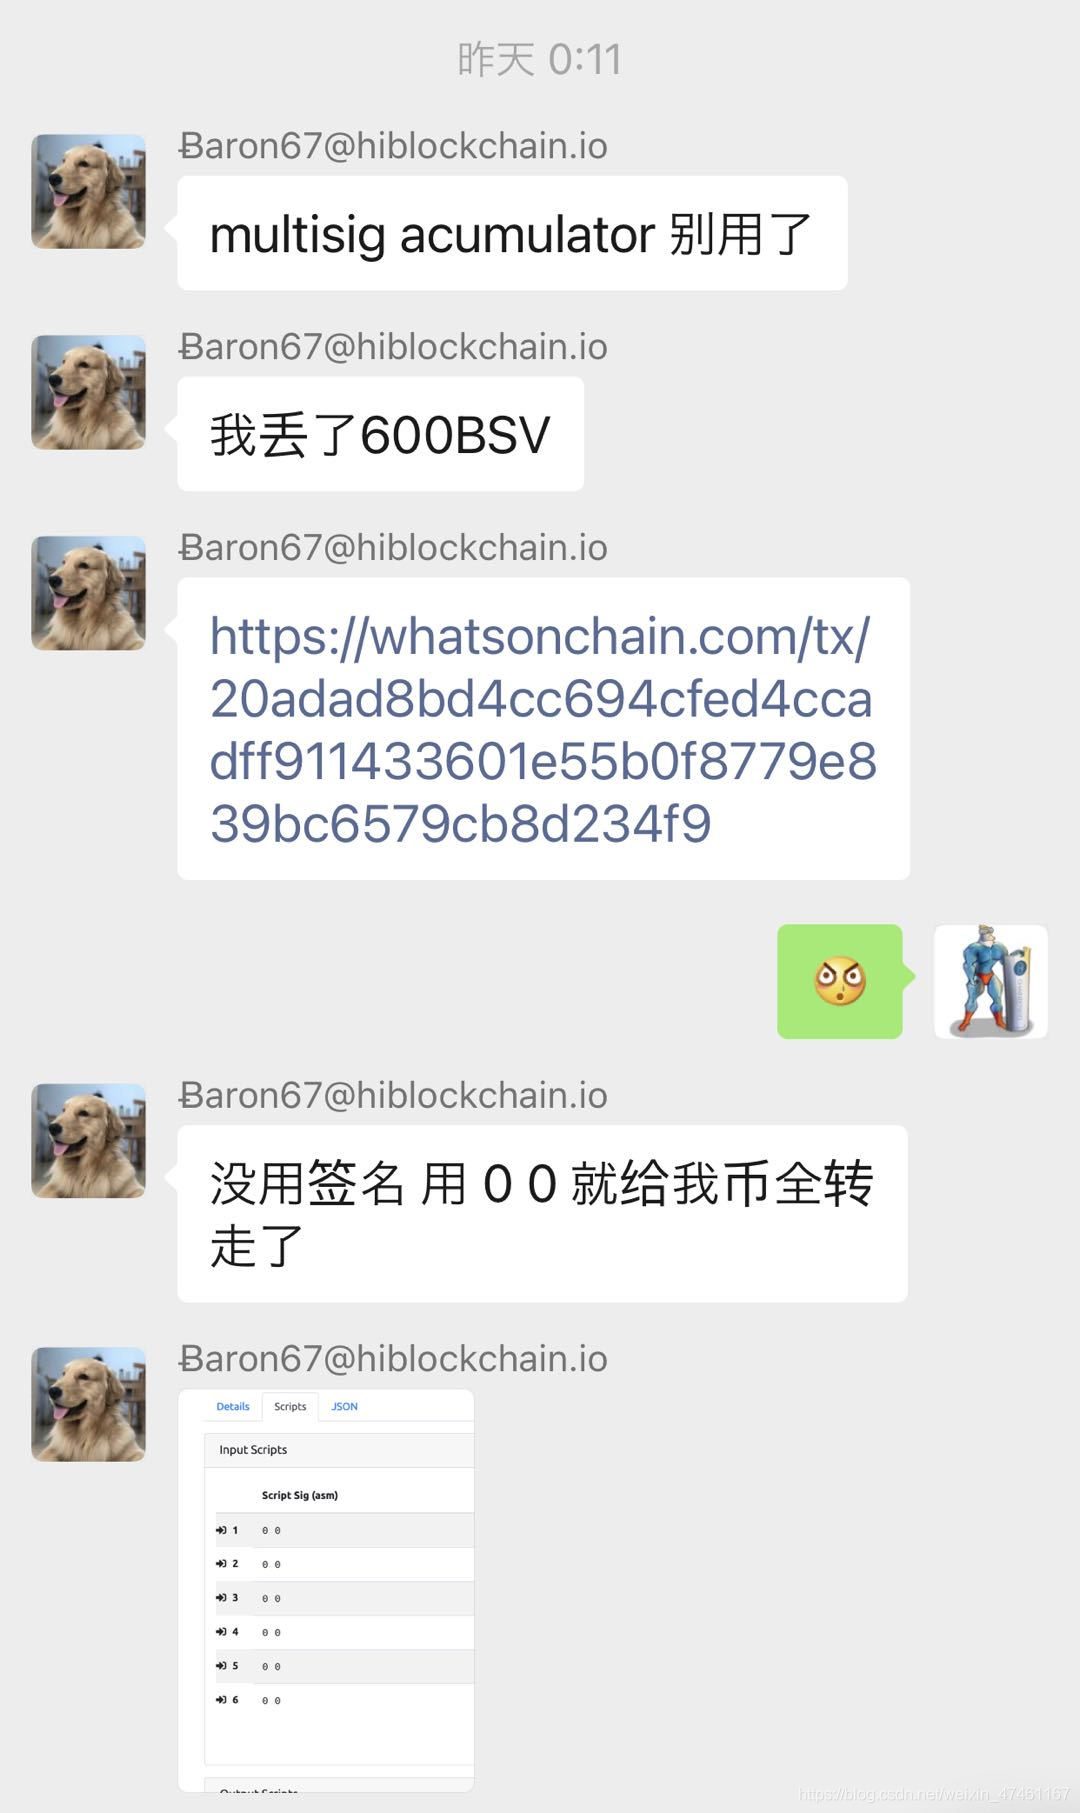 昨天 0:11
Ƀaron67@hiblockchain.io
multisig acumulator 别用了
Ƀaron67@hiblockchain.io
我丢了600BSV
Ƀaron67@hiblockchain.io
https://whatsonchain.com/tx/
20adad8bd4cc694cfed4cca
dff911433601e55b0f8779e8
39bc6579cb8d234f9
Ƀaron67@hiblockchain.io
没用签名 用 0 0 就给我币全转
走了
Ƀaron67@hiblockchain.io
Details Scripts JSON
Input Scripts
Script Sig (asm)
1 0 0
2 0 0
3 0 0
4 0 0
5 0 0
6 0 0
Output Scripts
https://blog.csdn.net/weixin_47461167